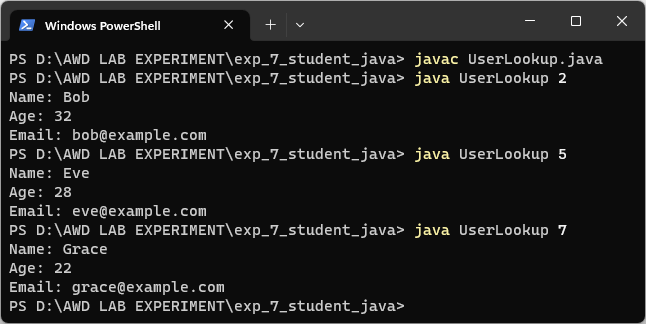 Windows PowerShell
PS D:\AWD LAB EXPERIMENT\exp_7_student_java> javac UserLookup.java
PS D:\AWD LAB EXPERIMENT\exp_7_student_java> java UserLookup 2
Name: Bob
Age: 32
Email: bob@example.com
PS D:\AWD LAB EXPERIMENT\exp_7_student_java> java UserLookup 5
Name: Eve
Age: 28
Email: eve@example.com
PS D:\AWD LAB EXPERIMENT\exp_7_student_java> java UserLookup 7
Name: Grace
Age: 22
Email: grace@example.com
PS D:\AWD LAB EXPERIMENT\exp_7_student_java>